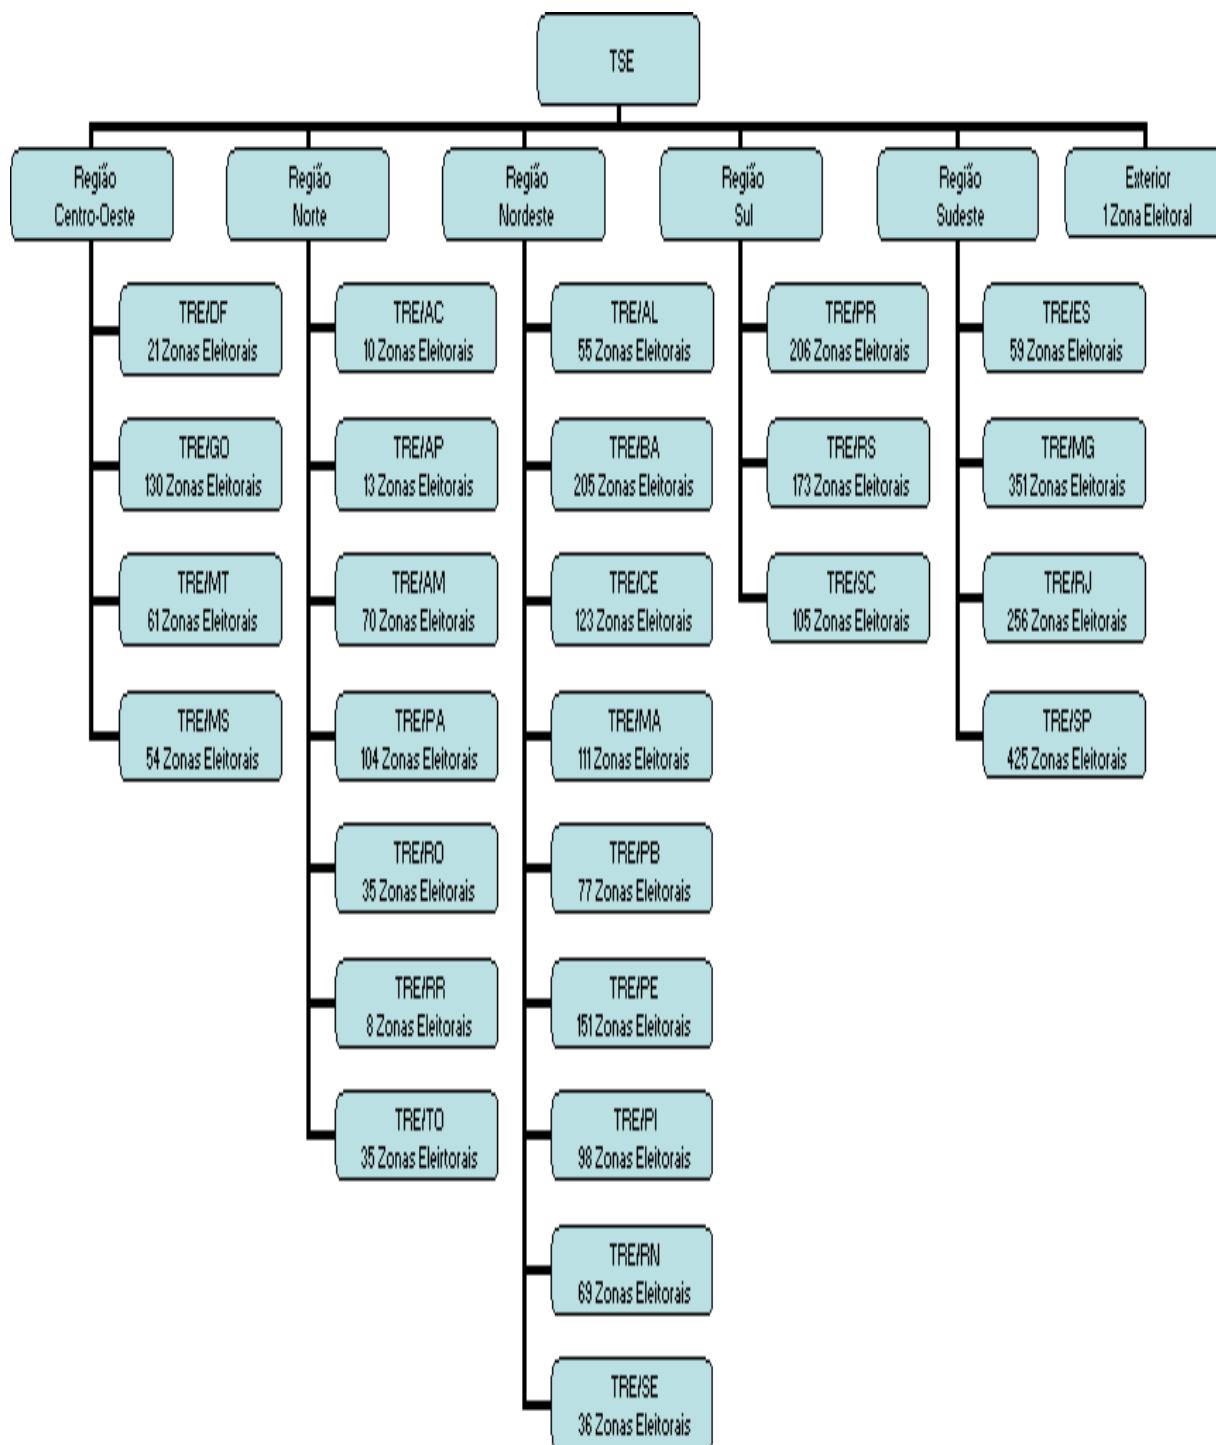 TSE
Região
Centro-Oeste
Região
Norte
Região
Nordeste
Região
Sul
Região
Sudeste
Exterior
1 Zona Eleitoral
TRE/DF
21 Zonas Eleitorais
TRE/GO
130 Zonas Eleitorais
TRE/MT
61 Zonas Eleitorais
TRE/MS
54 Zonas Eleitorais
TRE/AC
10 Zonas Eleitorais
TRE/AP
13 Zonas Eleitorais
TRE/AM
70 Zonas Eleitorais
TRE/PA
104 Zonas Eleitorais
TRE/RO
35 Zonas Eleitorais
TRE/RR
8 Zonas Eleitorais
TRE/TO
35 Zonas Eleirtorais
TRE/AL
55 Zonas Eleitorais
TRE/BA
205 Zonas Eleitorais
TRE/CE
123 Zonas Eleitorais
TRE/MA
111 Zonas Eleitorais
TRE/PB
77 Zonas Eleitorais
TRE/PE
151 Zonas Eleitorais
TRE/PI
98 Zonas Eleitorais
TRE/RN
69 Zonas Eleitorais
TRE/SE
36 Zonas Eleitorais
TRE/PR
206 Zonas Eleitorais
TRE/RS
173 Zonas Eleitorais
TRE/SC
105 Zonas Eleitorais
TRE/ES
59 Zonas Eleitorais
TRE/MG
351 Zonas Eleitorais
TRE/RJ
256 Zonas Eleitorais
TRE/SP
425 Zonas Eleitorais